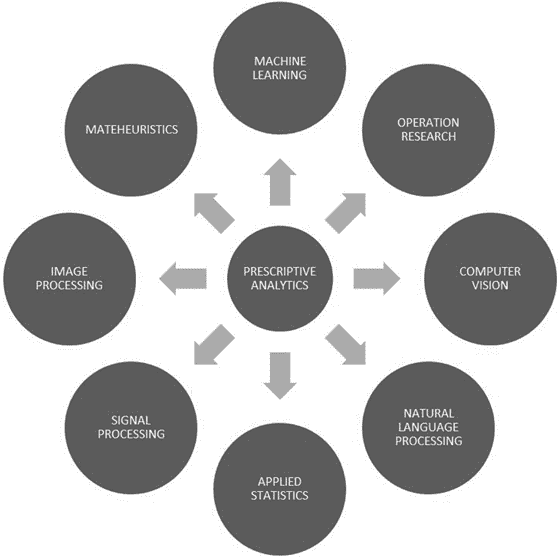 MACHINE
LEARNING
OPERATION
RESEARCH
COMPUTER
VISION
NATURAL
LANGUAGE
PROCESSING
APPLIED
STATISTICS
SIGNAL
PROCESSING
IMAGE
PROCESSING
MATEHEURISTICS
PRESCRIPTIVE
ANALYTICS